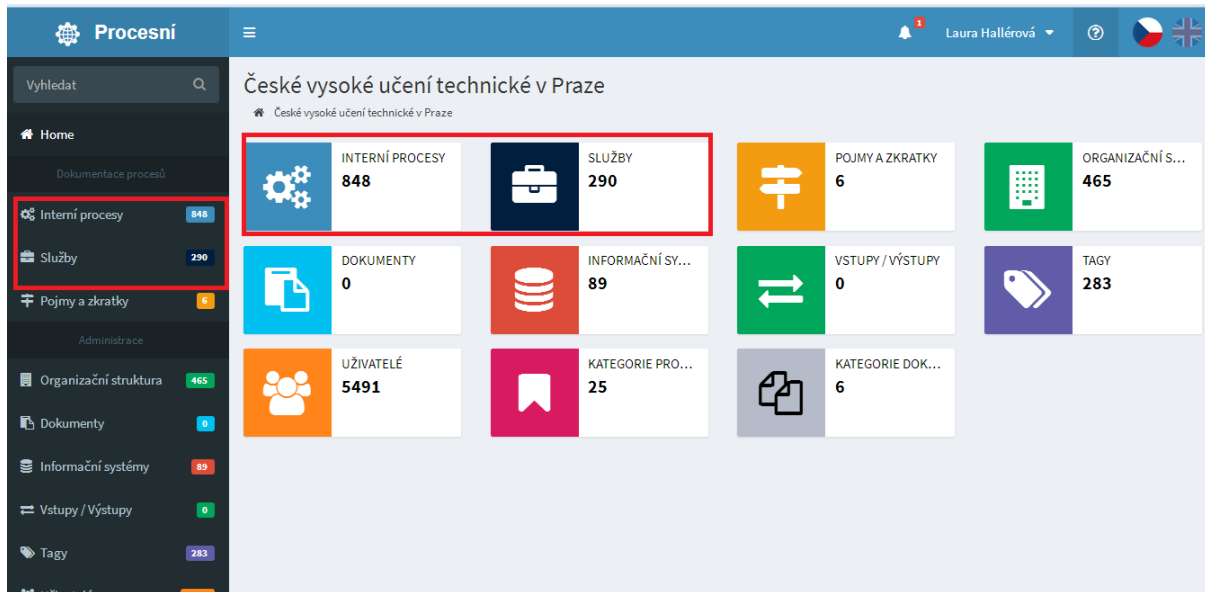 Procesní
1
Laura Hallérová
Vyhledat
Home
Dokumentace procesů
Interní procesy 848
Služby 290
Pojmy a zkratky 6
Administrace
Organizační struktura 465
Dokumenty 0
Informační systémy 89
Vstupy / Výstupy 0
Tagy 283
České vysoké učení technické v Praze
České vysoké učení technické v Praze
INTERNÍ PROCESY
848
SLUŽBY
290
POJMY A ZKRATKY
6
ORGANIZAČNÍ S...
465
DOKUMENTY
0
INFORMAČNÍ SY...
89
VSTUPY / VÝSTUPY
0
TAGY
283
UŽIVATELÉ
5491
KATEGORIE PRO...
25
KATEGORIE DOK...
6